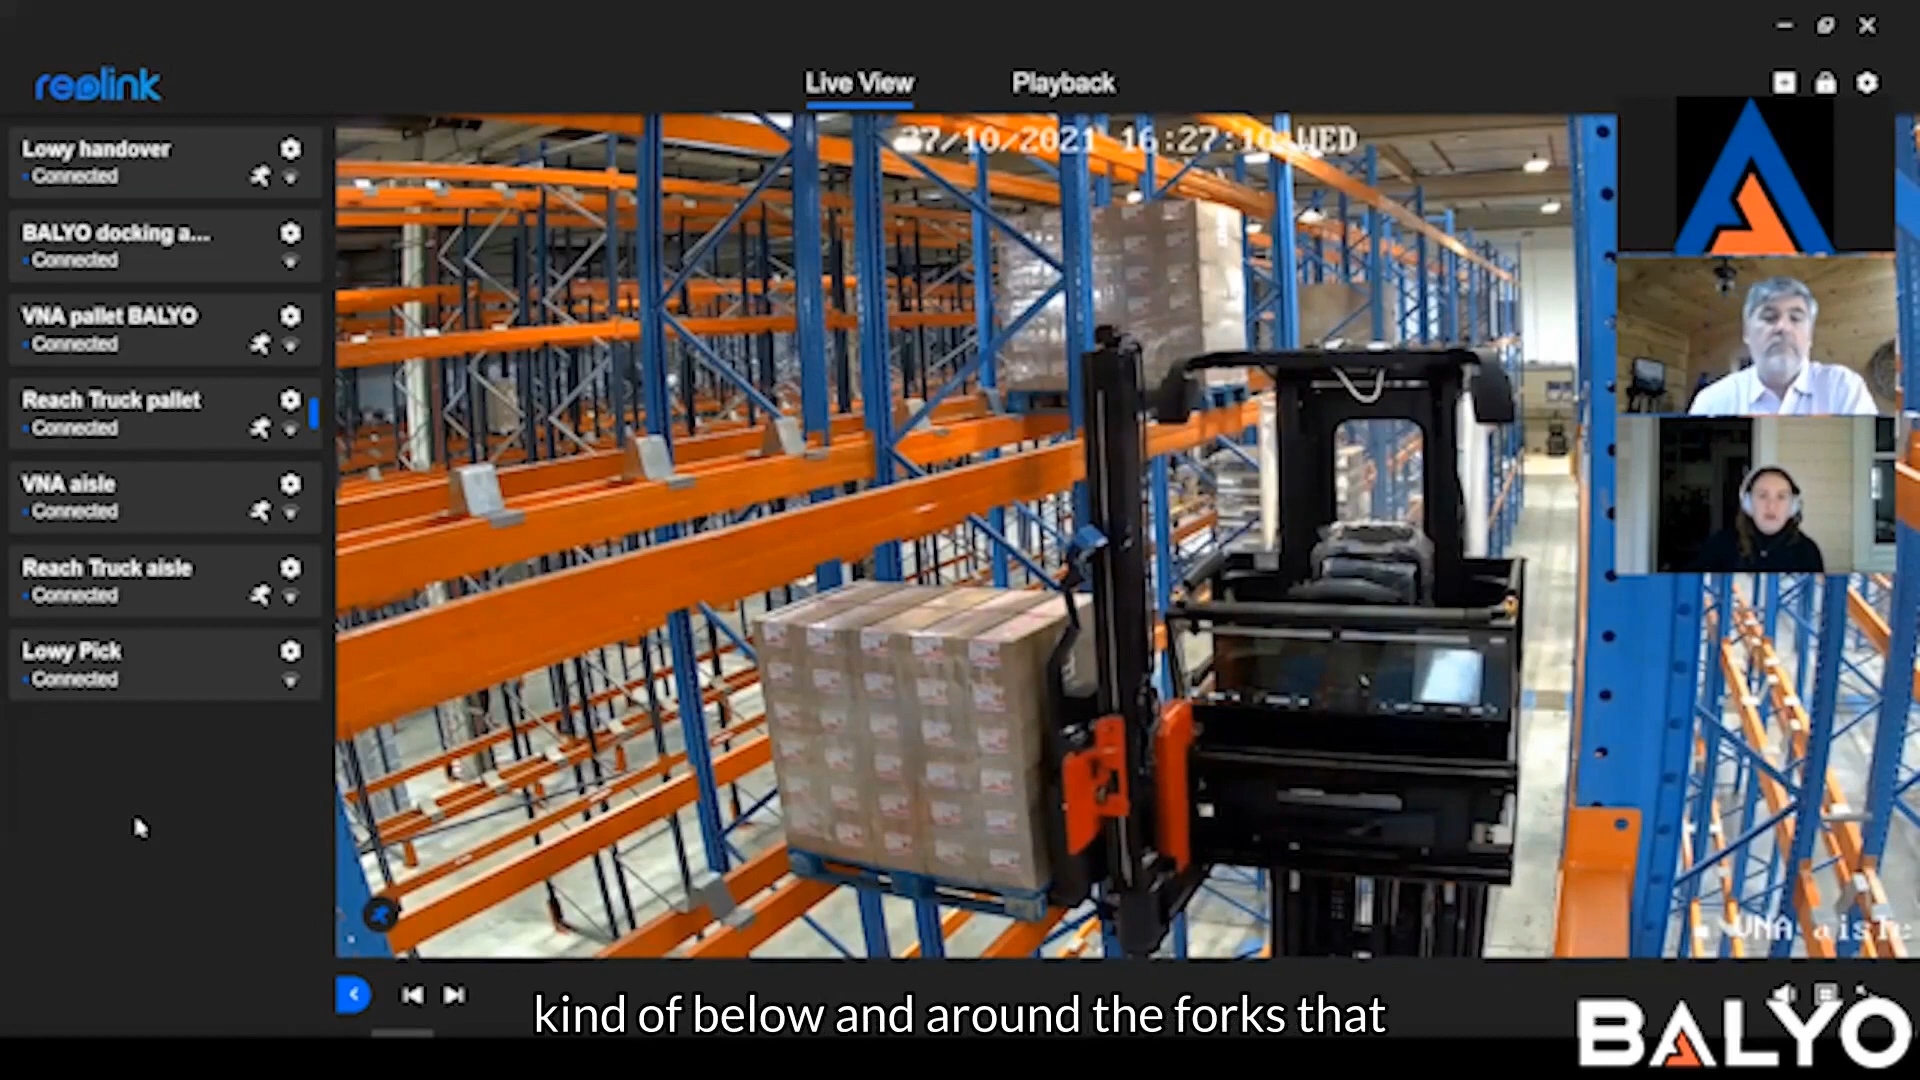 reolink
Live View
Playback
27/10/2021 16:27:10 WED
Lowy handover
Connected
BALYO docking a...
Connected
VNA pallet BALYO
Connected
Reach Truck pallet
Connected
VNA aisle
Connected
Reach Truck aisle
Connected
Lowy Pick
Connected
VNA aisle
kind of below and around the forks that
BALYO